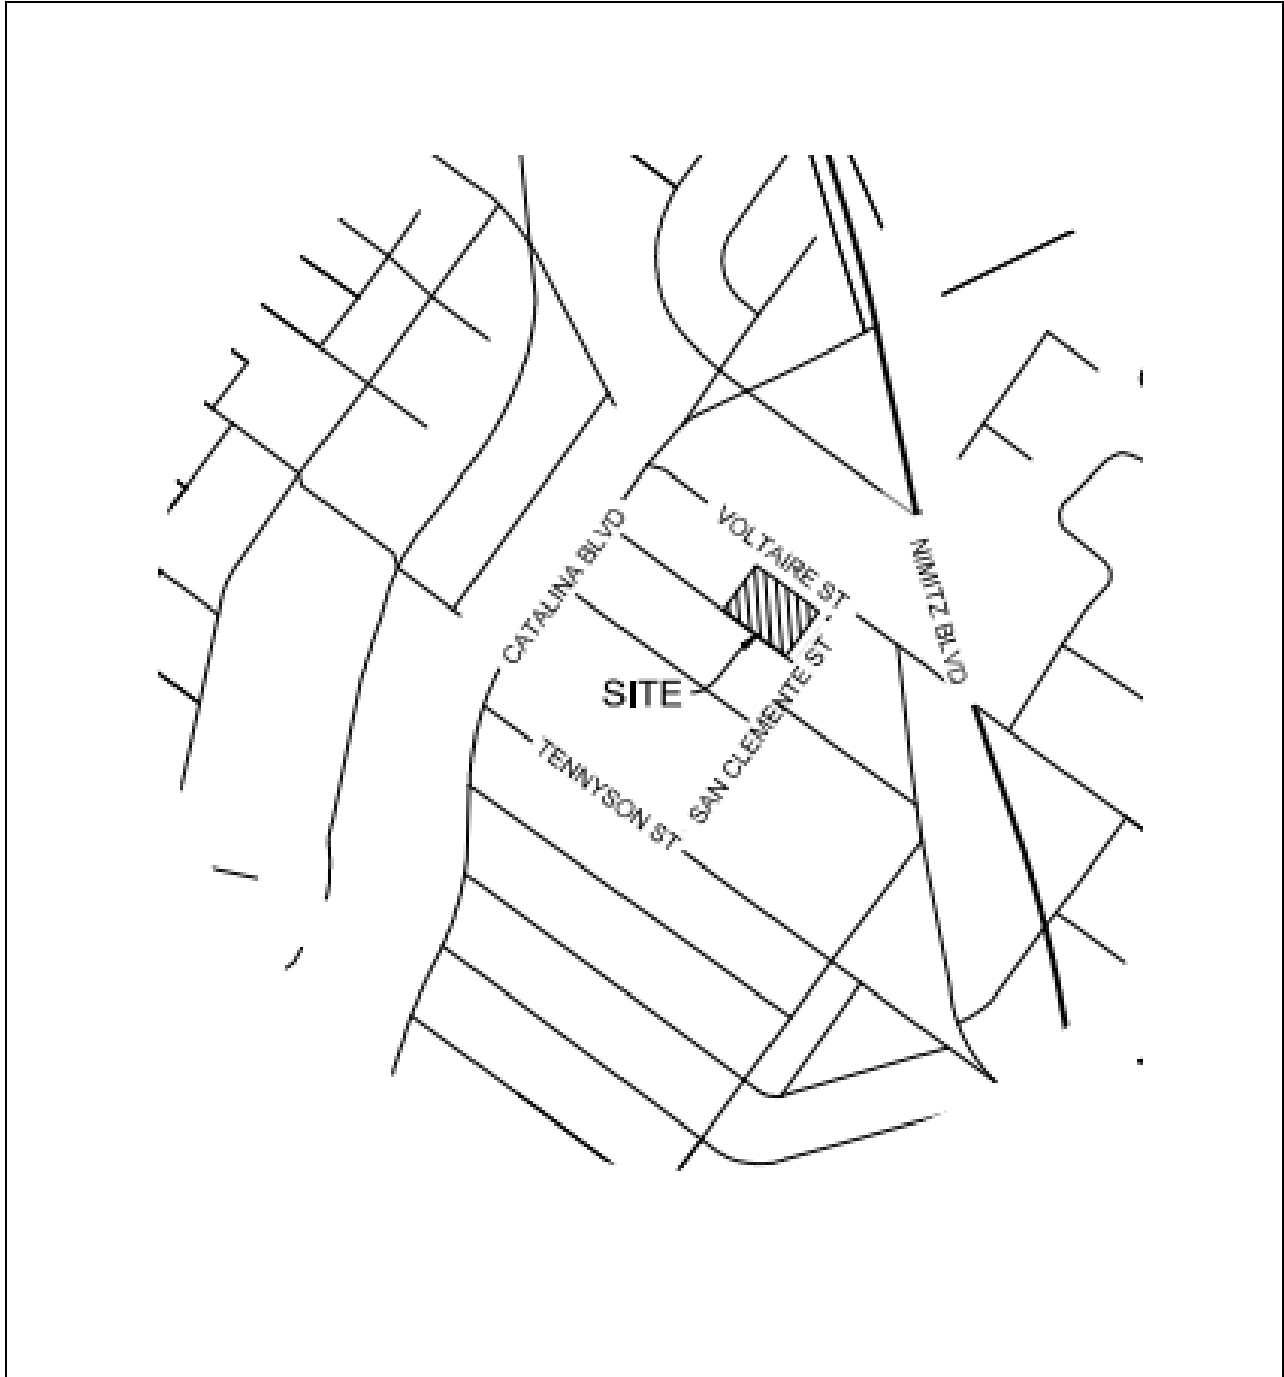 VOLTAIRE ST
CATALINA BLVD
NIMITZ BLVD
SITE
SAN CLEMENTE ST
TENNYSON ST